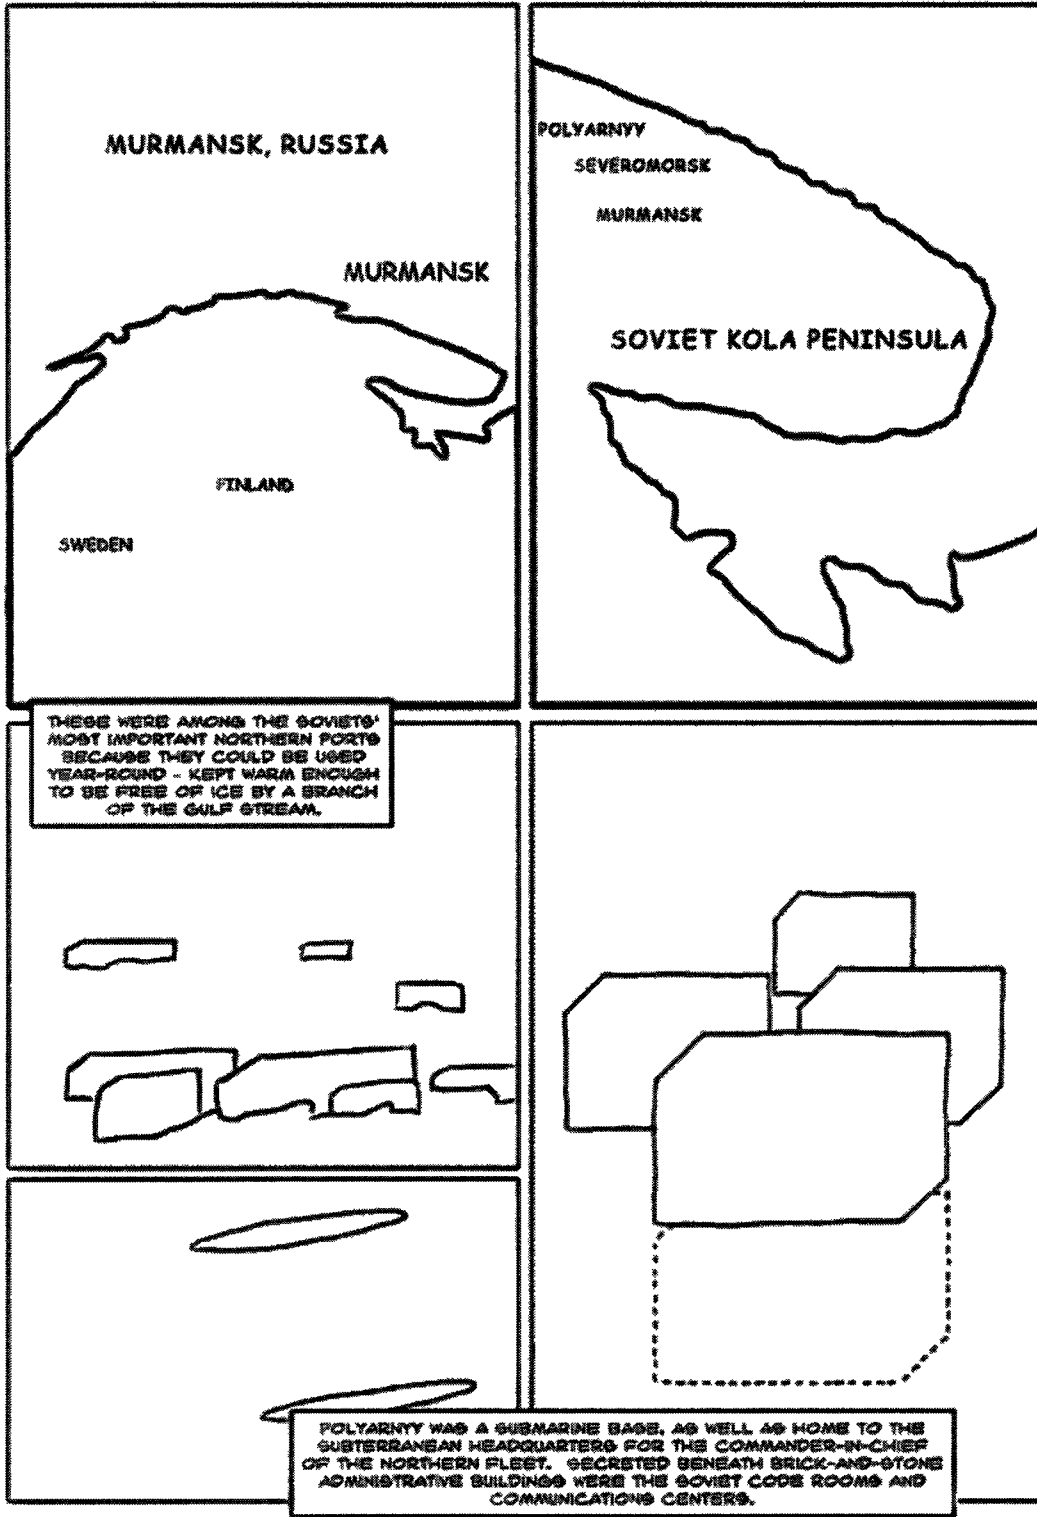 MURMANSK, RUSSIA
MURMANSK
FINLAND
SWEDEN
POLYARNYY
SEVEROMORSK
MURMANSK
SOVIET KOLA PENINSULA
THESE WERE AMONG THE SOVIETS'
MOST IMPORTANT NORTHERN PORTS
BECAUSE THEY COULD BE USED
YEAR-ROUND - KEPT WARM ENOUGH
TO BE FREE OF ICE BY A BRANCH
OF THE GULF STREAM.
POLYARNYY WAS A SUBMARINE BASE, AS WELL AS HOME TO THE
SUBTERRANEAN HEADQUARTERS FOR THE COMMANDER-IN-CHIEF
OF THE NORTHERN FLEET. SECRETED BENEATH BRICK-AND-STONE
ADMINISTRATIVE BUILDINGS WERE THE SOVIET CODE ROOMS AND
COMMUNICATIONS CENTERS.